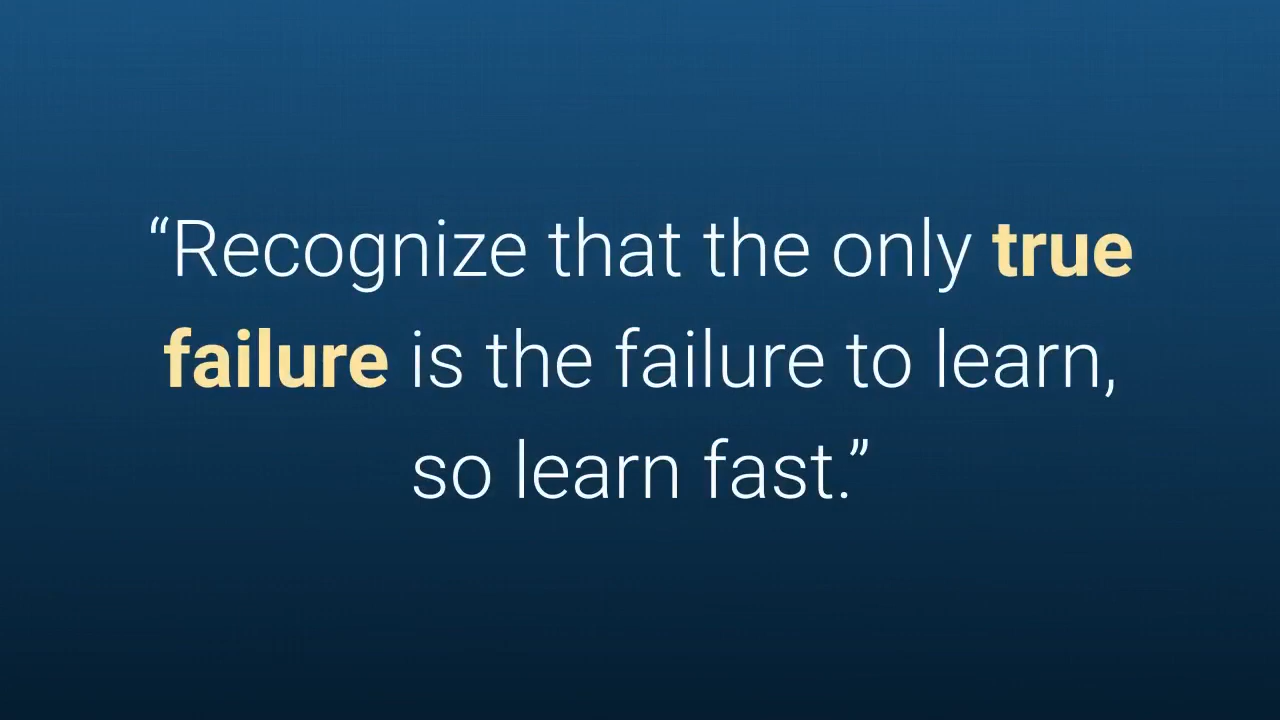 “Recognize that the only true
failure is the failure to learn,
so learn fast.”